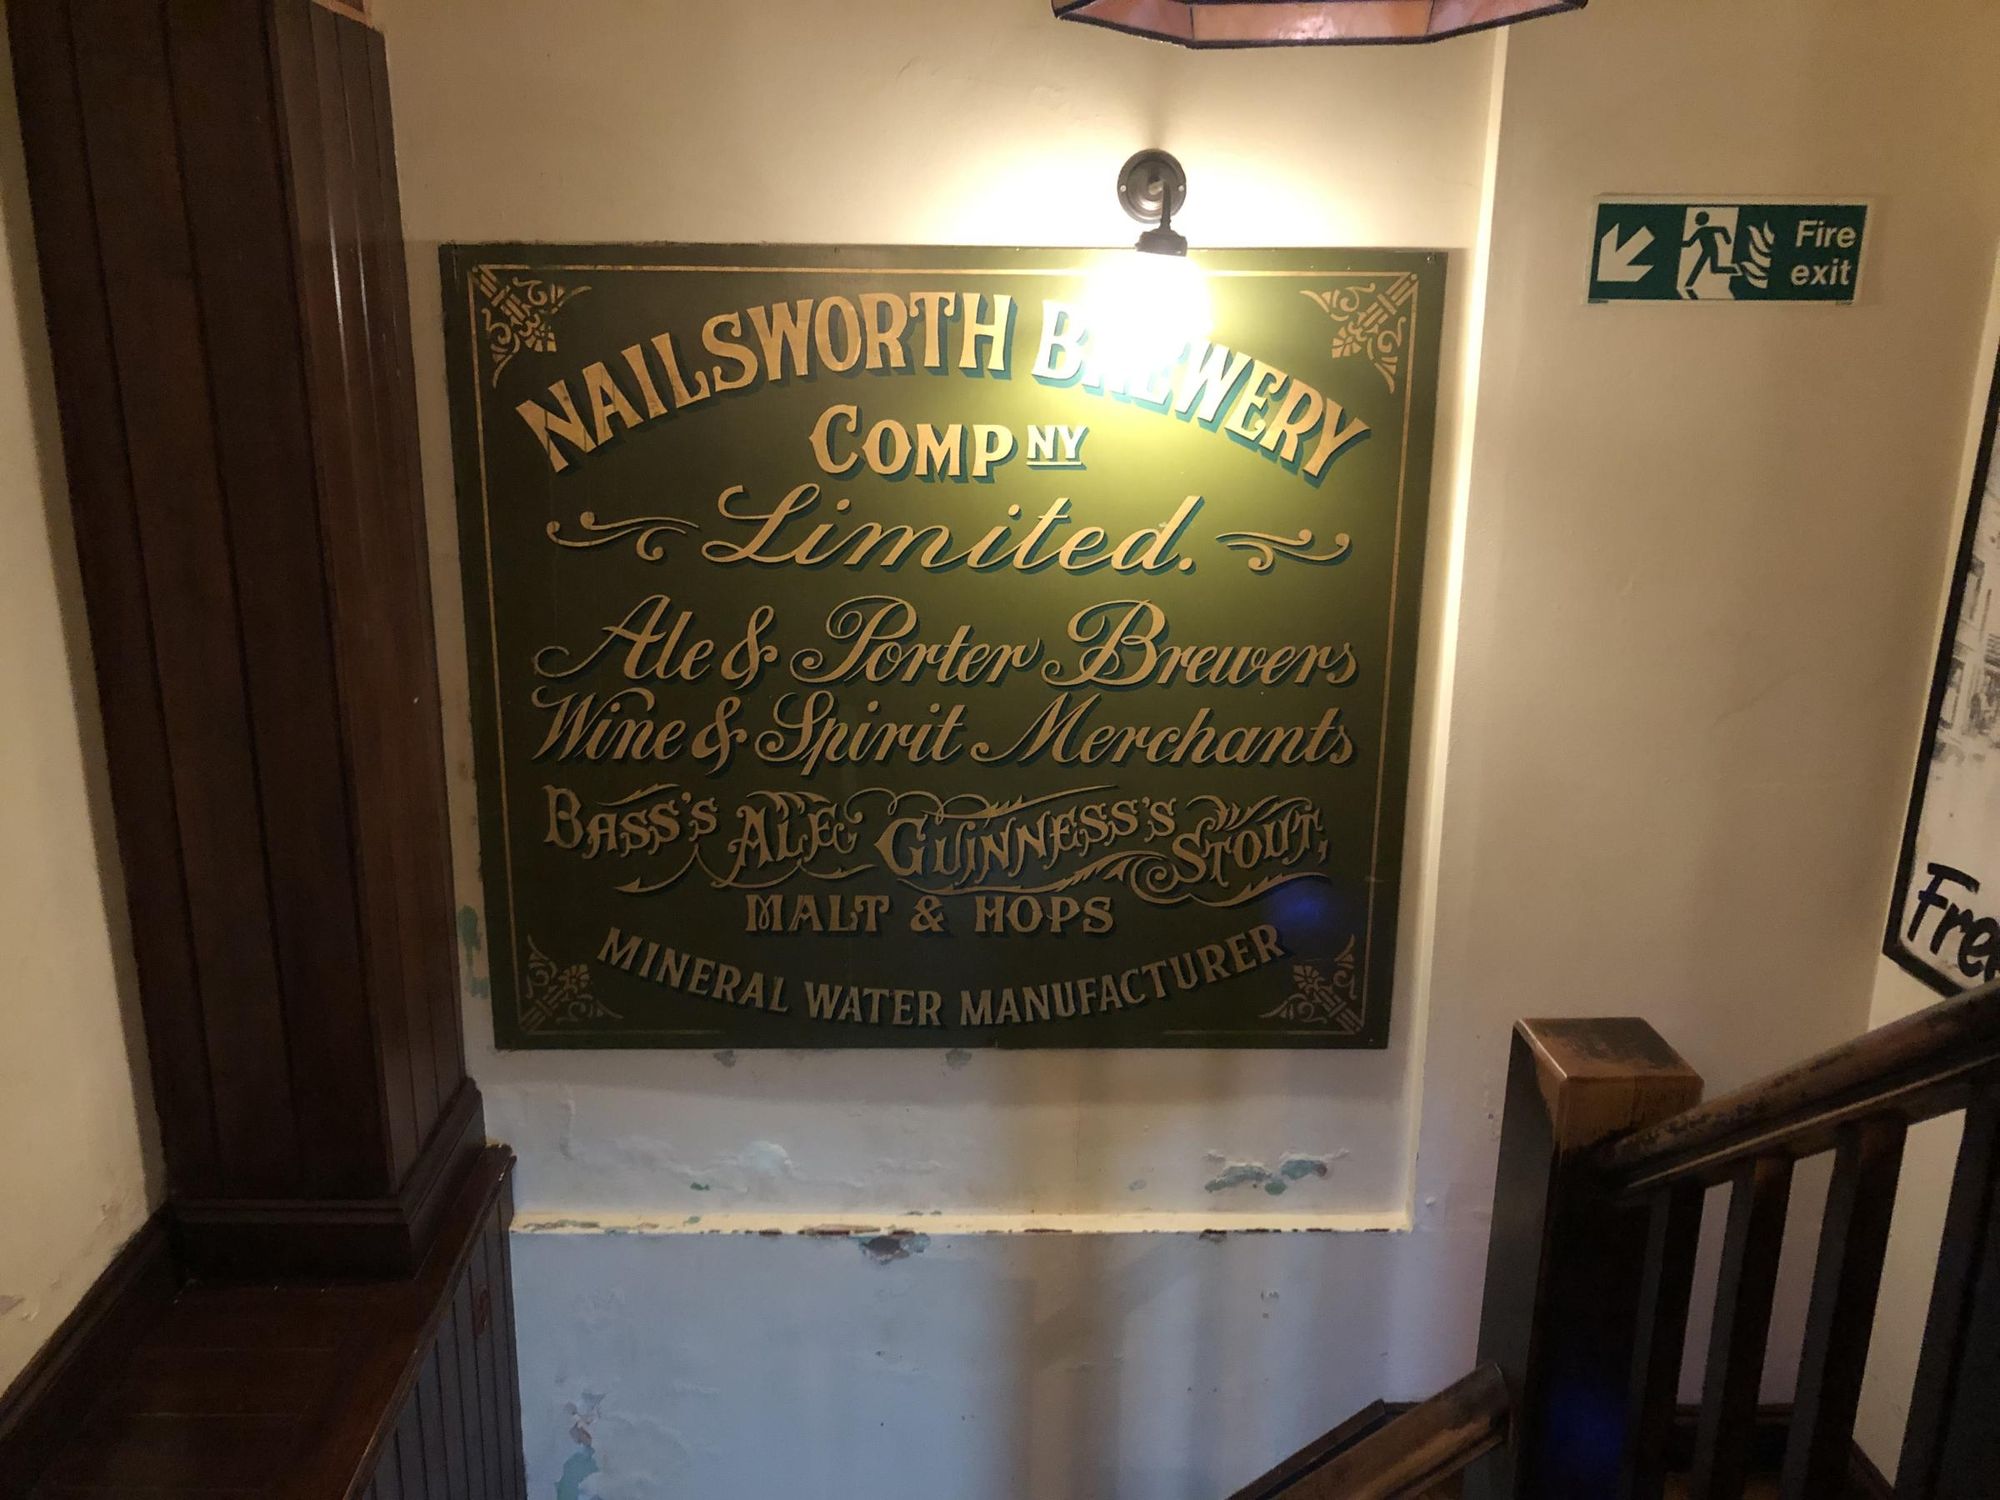 NAILSWORTH BREWERY
COMPNY
Limited.
Ale & Porter Brewers
Wine & Spirit Merchants
BASS'S ALE GUINNESS'S STOUT,
MALT & HOPS
MINERAL WATER MANUFACTURER
Fire
exit